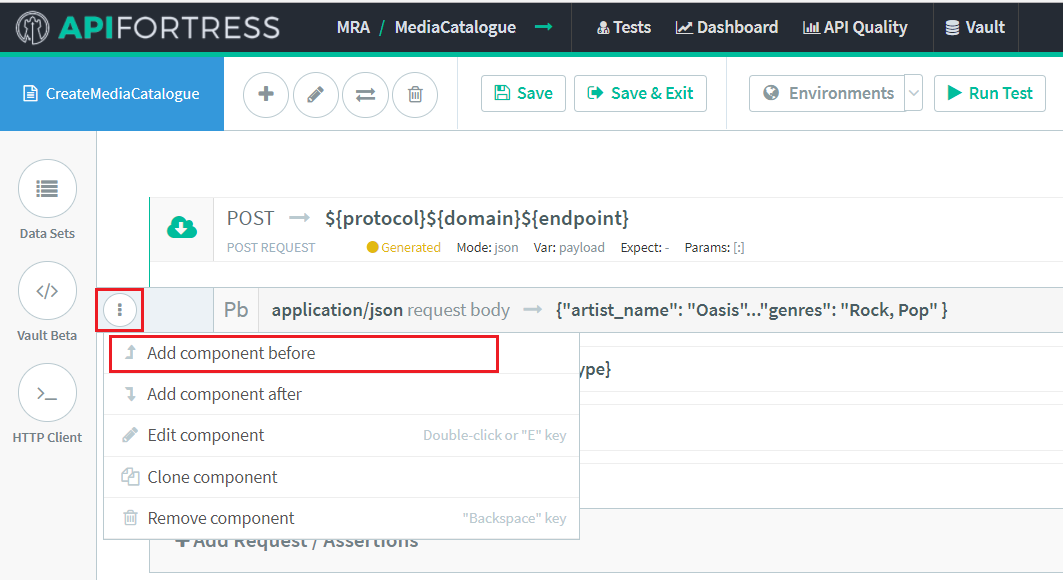 APIFORTRESS
MRA / MediaCatalogue
Tests
Dashboard
API Quality
Vault
CreateMediaCatalogue
Save
Save & Exit
Environments
Run Test
Data Sets
Vault Beta
HTTP Client
POST ${protocol}${domain}${endpoint}
POST REQUEST Generated Mode: json Var: payload Expect: - Params: [:]
Pb application/json request body {"artist_name": "Oasis"..."genres": "Rock, Pop" }
Add component before
ype}
Add component after
Edit component Double-click or "E" key
Clone component
Remove component "Backspace" key
+Add Request / Assertions